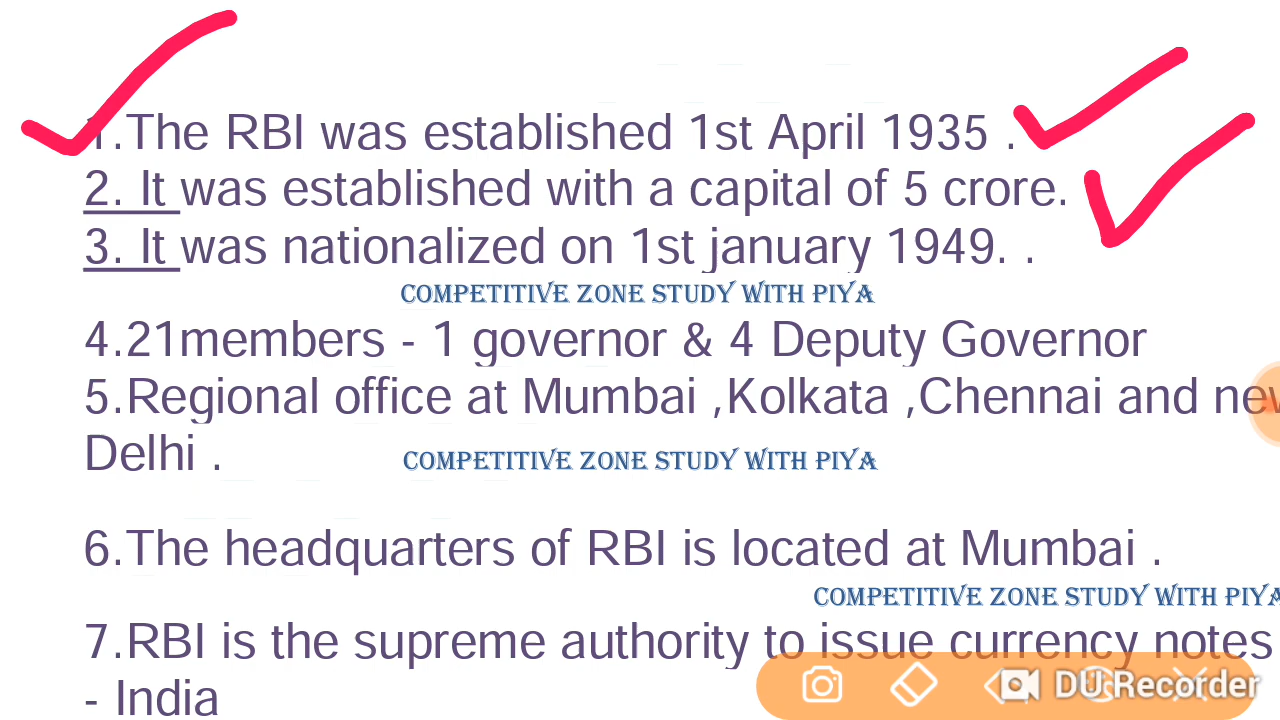 1.The RBI was established 1st April 1935 .
2. It was established with a capital of 5 crore.
3. It was nationalized on 1st january 1949. .
COMPETITIVE ZONE STUDY WITH PIYA
4.21members - 1 governor & 4 Deputy Governor
5.Regional office at Mumbai ,Kolkata ,Chennai and new
Delhi .
COMPETITIVE ZONE STUDY WITH PIYA
6.The headquarters of RBI is located at Mumbai .
COMPETITIVE ZONE STUDY WITH PIYA
7.RBI is the supreme authority to issue currency notes
- India
DU Recorder